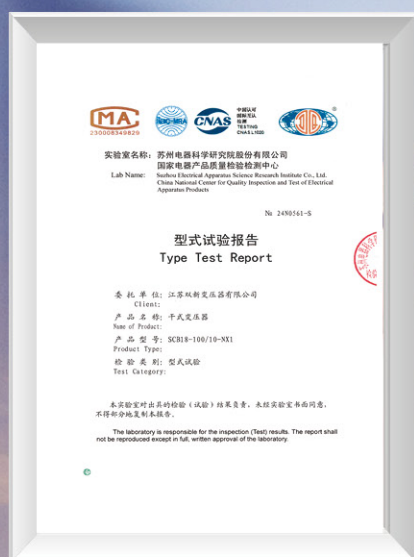 MA
230008349829
ilac-MRA
CNAS
中国认可
国际互认
检测
TESTING
CNAS L1020
实验室名称: 苏州电器科学研究院股份有限公司
国家电器产品质量检验检测中心
Lab Name: Suzhou Electrical Apparatus Science Research Institute Co., Ltd.
China National Center for Quality Inspection and Test of Electrical
Apparatus Products
№ 24N0561-S
型式试验报告
Type Test Report
委 托 单 位: 江苏双新变压器有限公司
Client:
产 品 名 称: 干式变压器
Name of Product:
产 品 型 号: SCB18-100/10-NX1
Product Type:
检 验 类 别: 型式试验
Test Category:
本实验室对出具的检验(试验)结果负责,未经实验室书面同意,
不得部分地复制本报告。
The laboratory is responsible for the inspection (Test) results. The report shall
not be reproduced except in full, written approval of the laboratory.